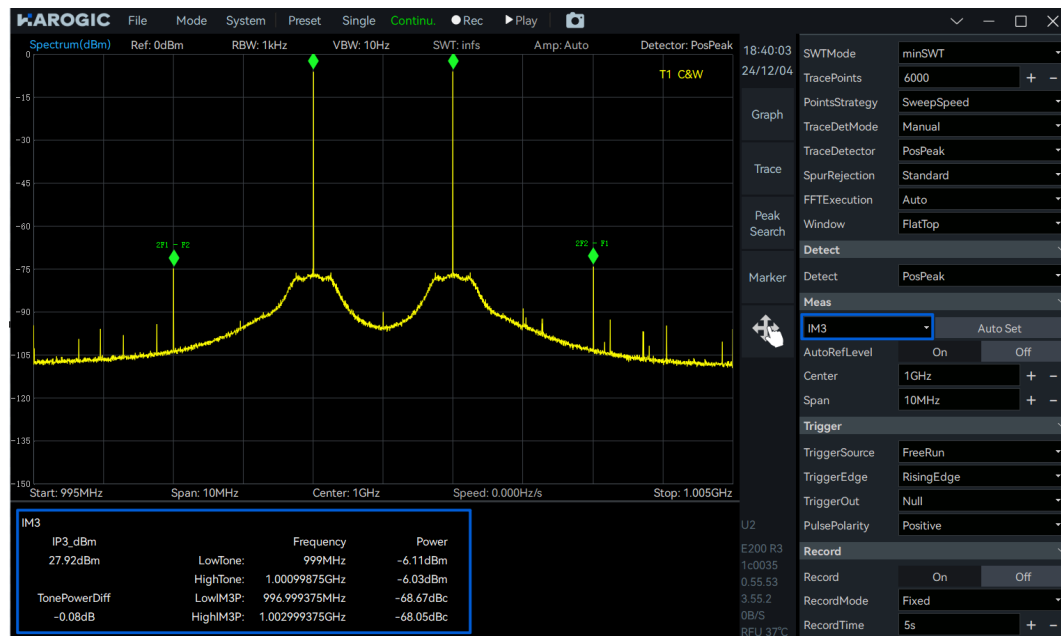 HAROGIC File Mode System Preset Single Continu. Rec Play
Spectrum(dBm) Ref: 0dBm RBW: 1kHz VBW: 10Hz SWT: infs Amp: Auto Detector: PosPeak
T1 C&W
0
-15
-30
-45
-60
-75
-90
-105
-120
-135
-150
2F1 - F2
2F2 - F1
Start: 995MHz Span: 10MHz Center: 1GHz Speed: 0.000Hz/s Stop: 1.005GHz
IM3
IP3_dBm Frequency Power
27.92dBm LowTone: 999MHz -6.11dBm
HighTone: 1.00099875GHz -6.03dBm
TonePowerDiff LowIM3P: 996.999375MHz -68.67dBc
-0.08dB HighIM3P: 1.002999375GHz -68.05dBc
18:40:03
24/12/04
Graph
Trace
Peak
Search
Marker
U2
E200 R3
1c0035
0.55.53
3.55.2
0B/S
RFU 37°C
SWTMode minSWT
TracePoints 6000 + -
PointsStrategy SweepSpeed
TraceDetMode Manual
TraceDetector PosPeak
SpurRejection Standard
FFTExecution Auto
Window FlatTop
Detect
Detect PosPeak
Meas
IM3 Auto Set
AutoRefLevel On Off
Center 1GHz + -
Span 10MHz + -
Trigger
TriggerSource FreeRun
TriggerEdge RisingEdge
TriggerOut Null
PulsePolarity Positive
Record
Record On Off
RecordMode Fixed
RecordTime 5s + -